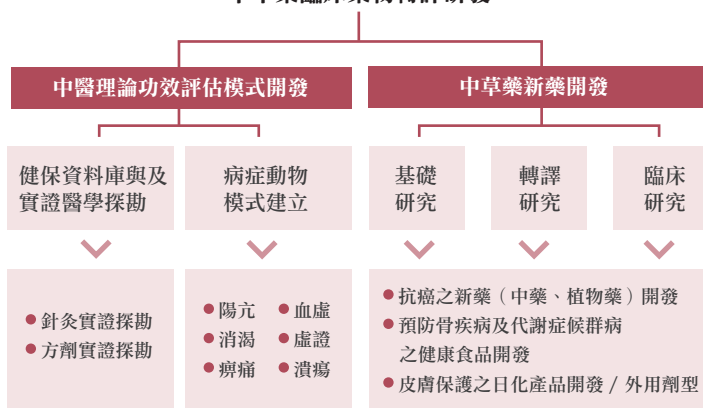 中醫理論功效評估模式開發
中草藥新藥開發
健保資料庫與及
實證醫學探勘
病症動物
模式建立
基礎
研究
轉譯
研究
臨床
研究
●針灸實證探勘
●方劑實證探勘
●陽亢 ●血虛
●消渴 ●虛證
●痹痛 ●潰瘍
●抗癌之新藥（中藥、植物藥）開發
●預防骨疾病及代謝症候群病
之健康食品開發
●皮膚保護之日化產品開發 / 外用劑型